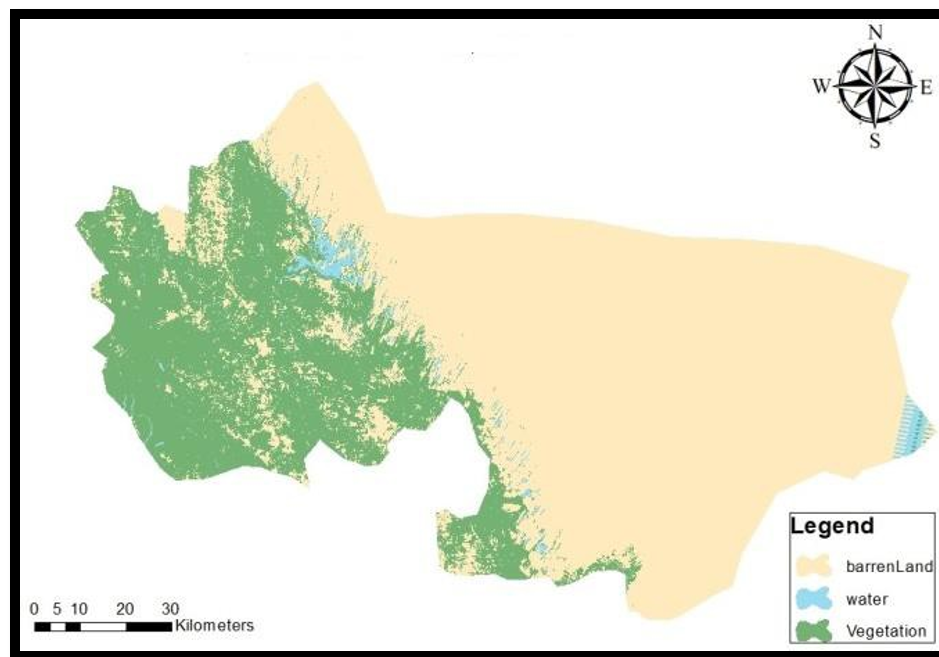 N
W E
S
Legend
barrenLand
water
Vegetation
0 5 10 20 30
Kilometers